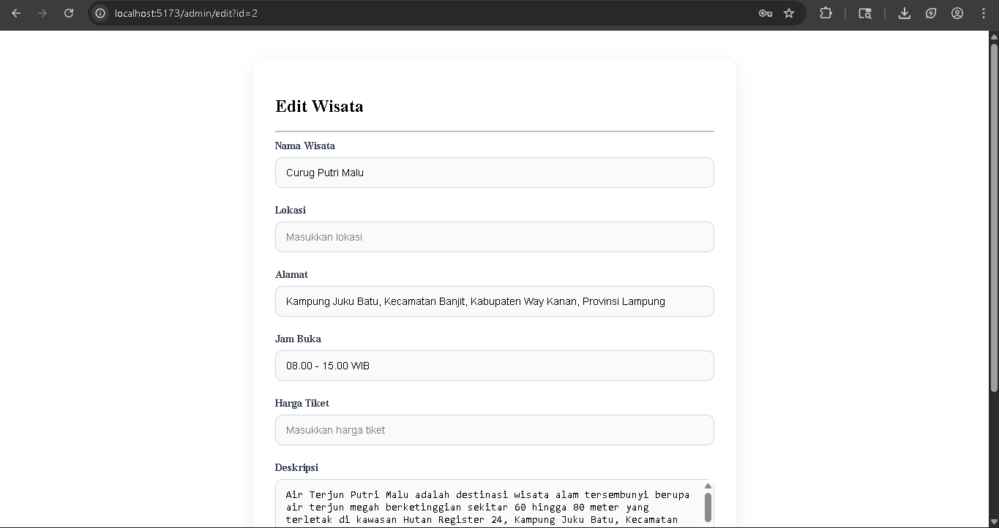 localhost:5173/admin/edit?id=2
Edit Wisata
Nama Wisata
Curug Putri Malu
Lokasi
Masukkan lokasi
Alamat
Kampung Juku Batu, Kecamatan Banjit, Kabupaten Way Kanan, Provinsi Lampung
Jam Buka
08.00 - 15.00 WIB
Harga Tiket
Masukkan harga tiket
Deskripsi
Air Terjun Putri Malu adalah destinasi wisata alam tersembunyi berupa
air terjun megah berketinggian sekitar 60 hingga 80 meter yang
terletak di kawasan Hutan Register 24, Kampung Juku Batu, Kecamatan